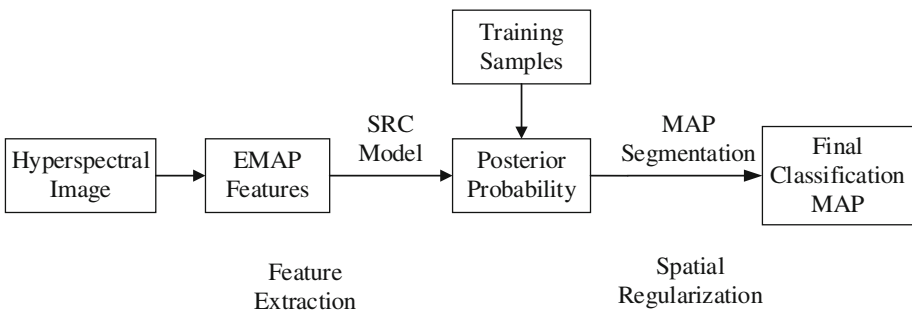 Training
Samples
SRC
Model
MAP
Segmentation
Hyperspectral
Image
EMAP
Features
Posterior
Probability
Final
Classification
MAP
Feature
Extraction
Spatial
Regularization